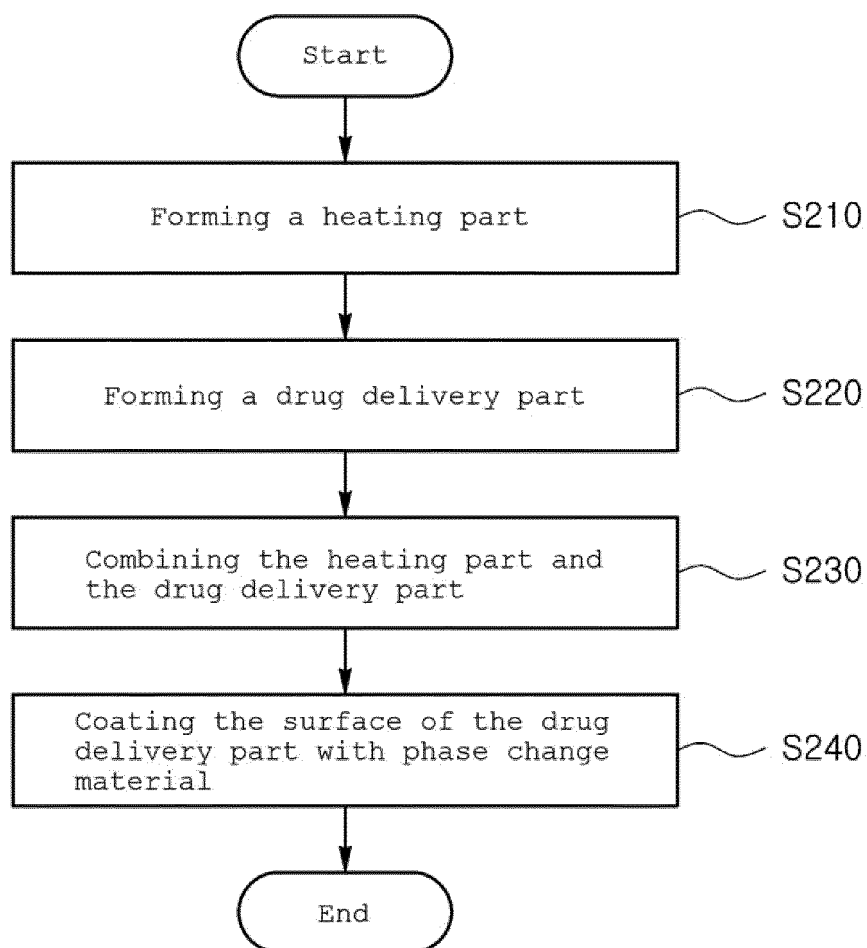 Start
Forming a heating part
S210
Forming a drug delivery part
S220
Combining the heating part and
the drug delivery part
S230
Coating the surface of the drug
delivery part with phase change
material
S240
End